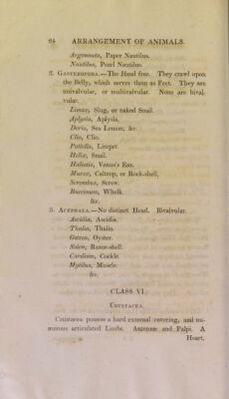 64 ARRANGEMENT OF ANIMALS.
Argonauta, Paper Nautilus.
Nautilus, Pearl Nautilus.
2. GASTEROPODA.—The Head free. They crawl upon
the Belly, which serves them as Feet. They are
univalvular, or multivalvular. None are bival-
vular.
Limax, Slug, or naked Snail.
Aplysia, Aplysia.
Doris, Sea Lemon, &c.
Clio, Clio.
Patella, Limpet.
Helix, Snail.
Haliotis, Venus's Ear.
Murex, Caltrop, or Rock-shell.
Strombus, Screw.
Buccinum, Whelk.
&c.
3. ACEPHALA.—No distinct Head. Bivalvular.
Ascidia, Ascidia.
Thalia, Thalia.
Ostrea, Oyster.
Solen, Razor-shell.
Cardium, Cockle.
Mytilus, Muscle.
&c.
CLASS VI.
CRUSTACEA.
Crustacea possess a hard external covering, and nu-
merous articulated Limbs. Antennæ and Palpi. A
Heart,